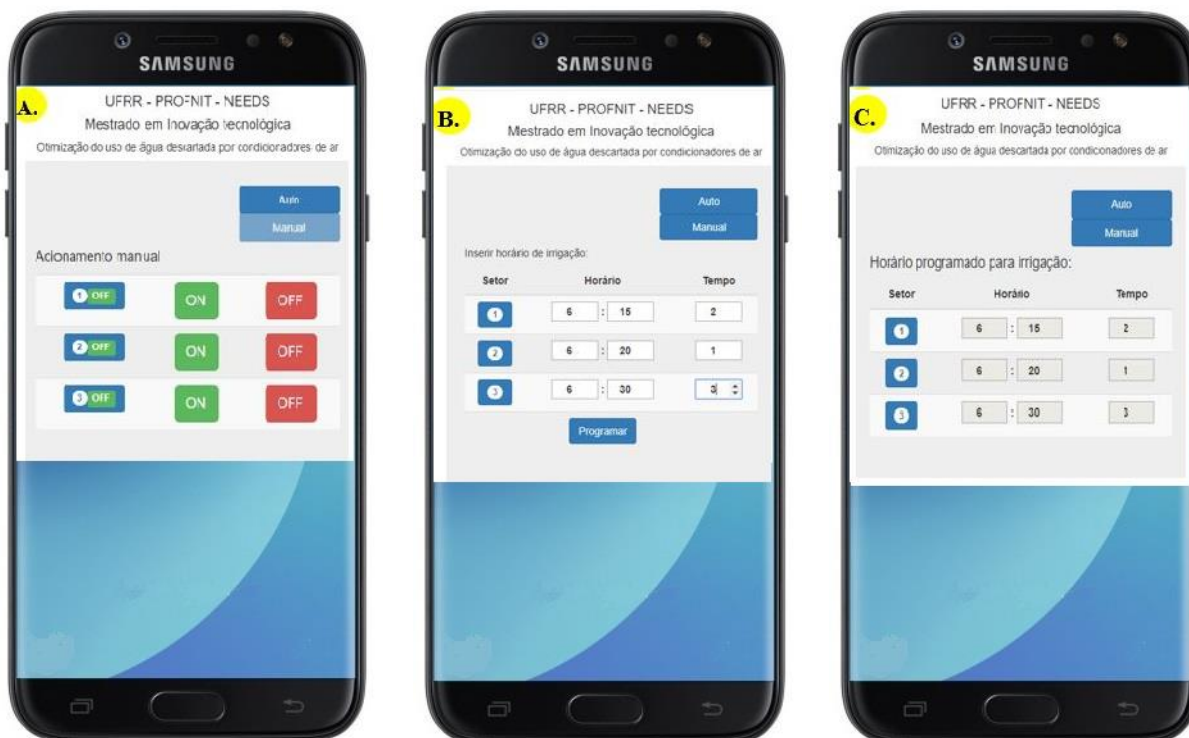 SAMSUNG
A.
UFRR - PROFNIT - NEEDS
Mestrado em Inovação tecnológica
Otimização do uso de água descartada por condicionadores de ar
Auto
Manual
Acionamento manual
1 OFF ON OFF
2 OFF ON OFF
3 OFF ON OFF
SAMSUNG
B.
UFRR - PROFNIT - NEEDS
Mestrado em Inovação tecnológica
Otimização do uso de água descartada por condicionadores de ar
Auto
Manual
Inserir horário de irrigação:
Setor Horário Tempo
1 6 : 15 2
2 6 : 20 1
3 6 : 30 3
Programar
SAMSUNG
C.
UFRR - PROFNIT - NEEDS
Mestrado em Inovação tecnológica
Otimização do uso de água descartada por condicionadores de ar
Auto
Manual
Horário programado para irrigação:
Setor Horário Tempo
1 6 : 15 2
2 6 : 20 1
3 6 : 30 3